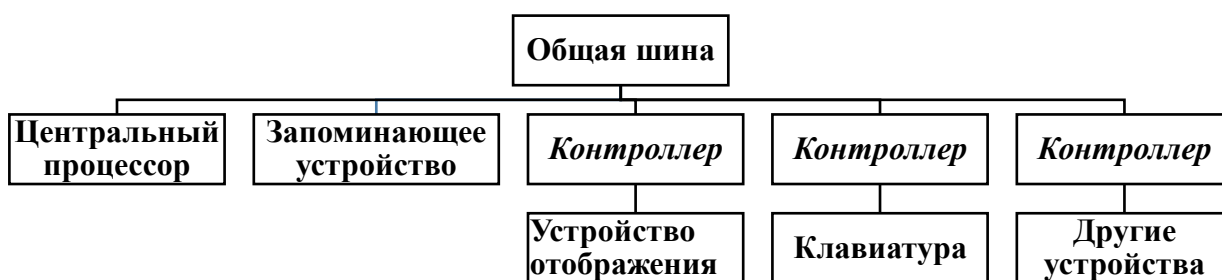 Общая шина
Центральный
процессор
Запоминающее
устройство
Контроллер
Контроллер
Контроллер
Устройство
отображения
Клавиатура
Другие
устройства